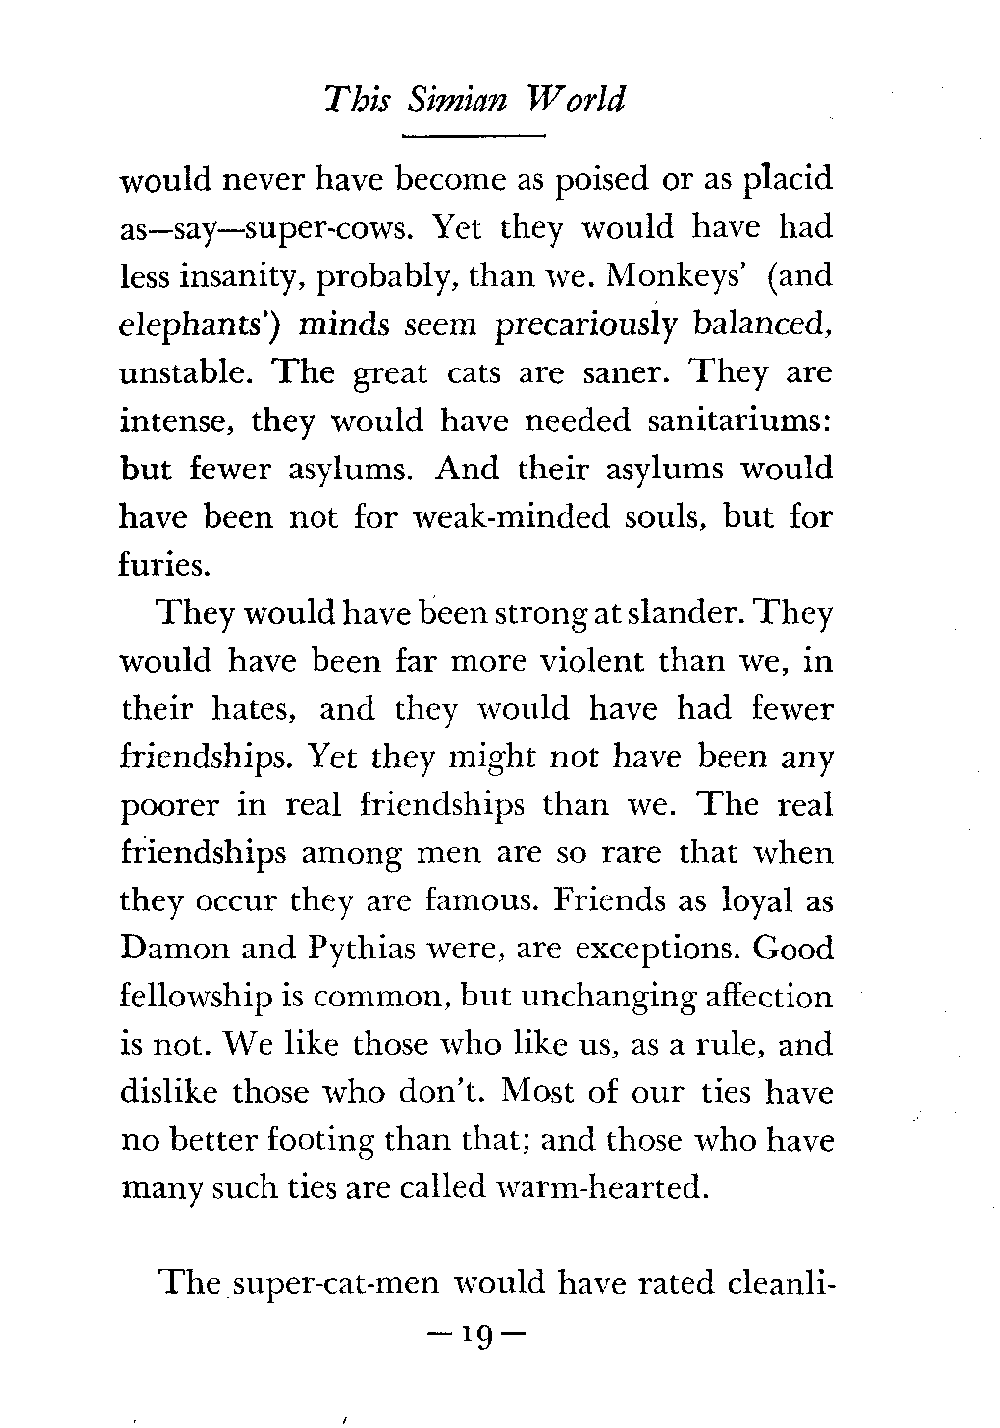 This Simian World
would never have become as poised or as placid
as—say—super-cows. Yet they would have had
less insanity, probably, than we. Monkeys' (and
elephants') minds seem precariously balanced,
unstable. The great cats are saner. They are
intense, they would have needed sanitariums:
but fewer asylums. And their asylums would
have been not for weak-minded souls, but for
furies.
They would have been strong at slander. They
would have been far more violent than we, in
their hates, and they would have had fewer
friendships. Yet they might not have been any
poorer in real friendships than we. The real
friendships among men are so rare that when
they occur they are famous. Friends as loyal as
Damon and Pythias were, are exceptions. Good
fellowship is common, but unchanging affection
is not. We like those who like us, as a rule, and
dislike those who don't. Most of our ties have
no better footing than that; and those who have
many such ties are called warm-hearted.
The super-cat-men would have rated cleanli-
— 19 —